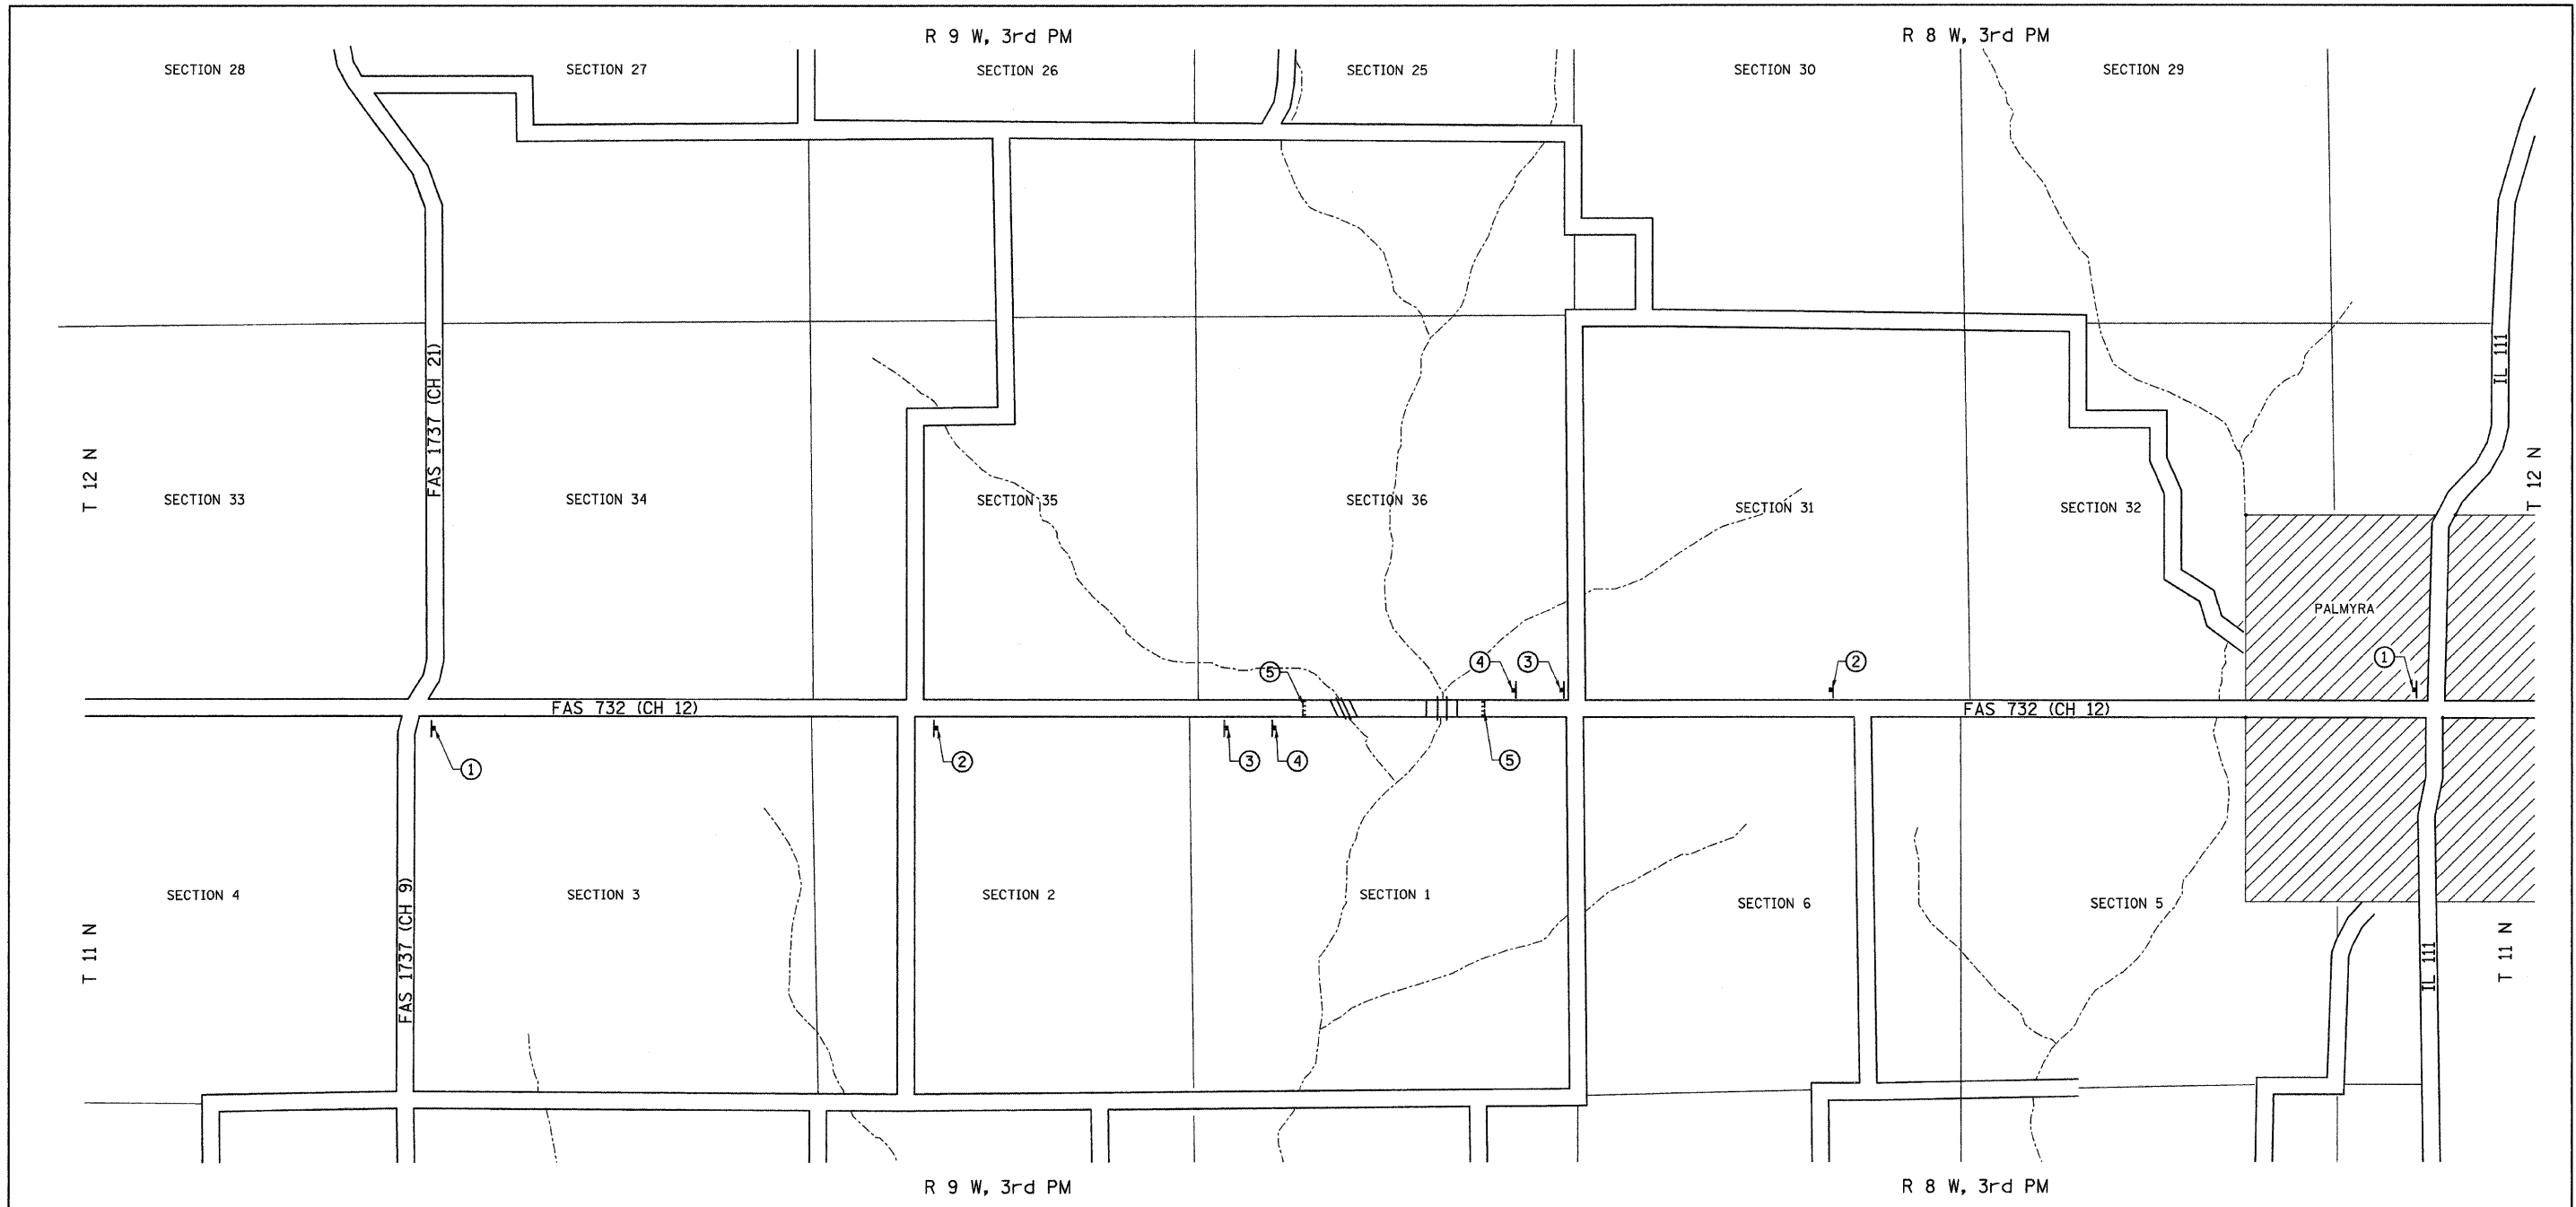 R 9 W, 3rd PM
R 8 W, 3rd PM
SECTION 28
SECTION 27
SECTION 26
SECTION 25
SECTION 30
SECTION 29
FAS 1737 (CH 21)
IL 111
T 12 N
T 12 N
SECTION 33
SECTION 34
SECTION 35
SECTION 36
SECTION 31
SECTION 32
PALMYRA
5
4
3
2
1
FAS 732 (CH 12)
FAS 732 (CH 12)
1
2
3
4
5
SECTION 4
SECTION 3
SECTION 2
SECTION 1
SECTION 6
SECTION 5
T 11 N
FAS 1737 (CH 9)
IL 111
T 11 N
R 9 W, 3rd PM
R 8 W, 3rd PM